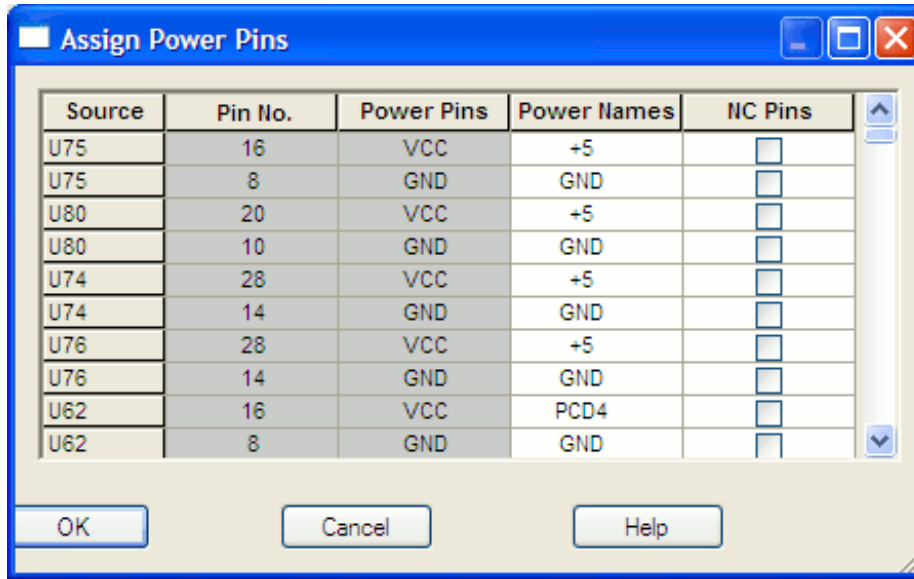 Assign Power Pins
Source Pin No. Power Pins Power Names NC Pins
U75 16 VCC +5
U75 8 GND GND
U80 20 VCC +5
U80 10 GND GND
U74 28 VCC +5
U74 14 GND GND
U76 28 VCC +5
U76 14 GND GND
U62 16 VCC PCD4
U62 8 GND GND
OK Cancel Help